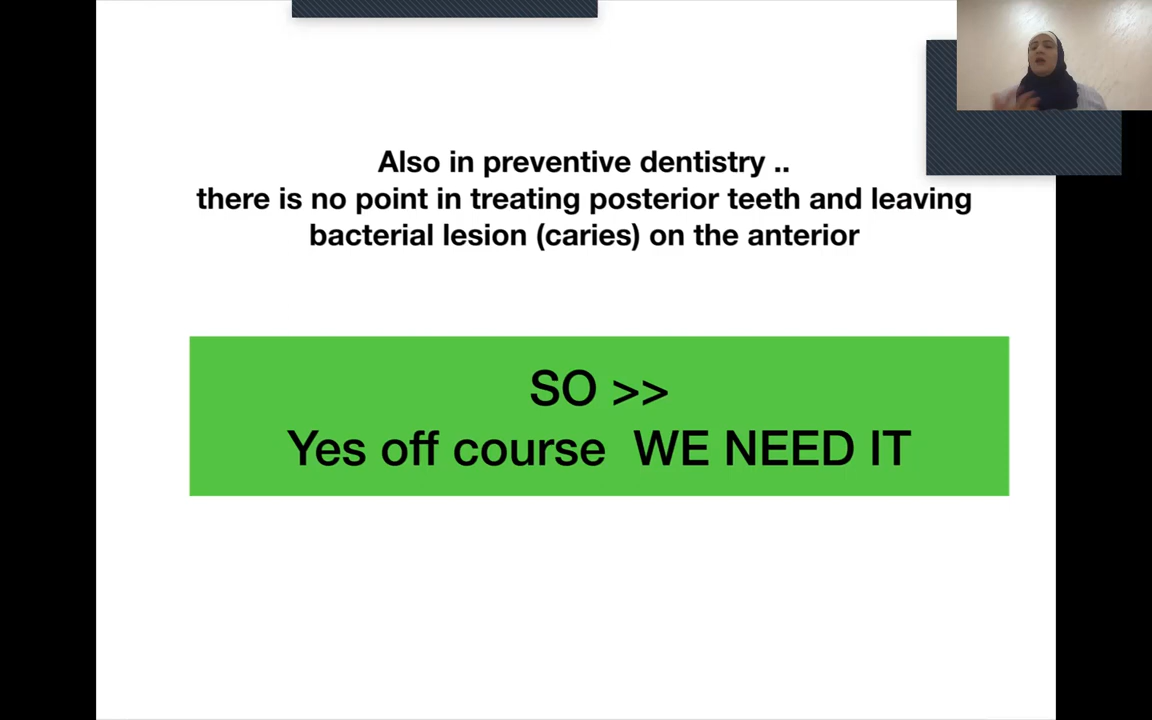 Also in preventive dentistry ..
there is no point in treating posterior teeth and leaving
bacterial lesion (caries) on the anterior
SO >>
Yes off course  WE NEED IT